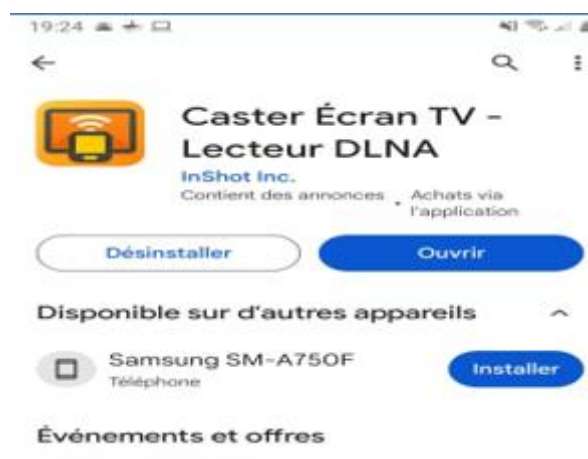 19:24
Caster Écran TV -
Lecteur DLNA
InShot Inc.
Contient des annonces . Achats via
l'application
Désinstaller Ouvrir
Disponible sur d'autres appareils
Samsung SM-A750F
Téléphone
Installer
Événements et offres